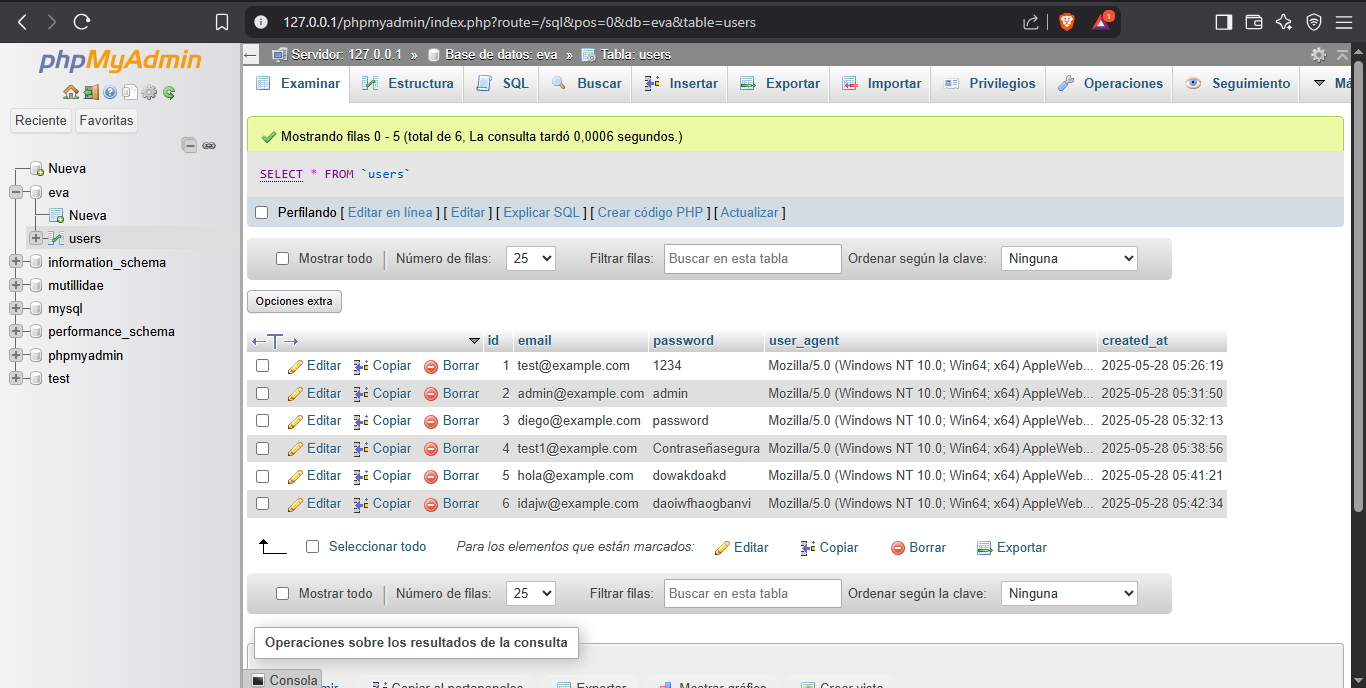 127.0.0.1/phpmyadmin/index.php?route=/sql&pos=0&db=eva&table=users
1
phpMyAdmin
Reciente Favoritas
Nueva
eva
Nueva
users
information_schema
mutillidae
mysql
performance_schema
phpmyadmin
test
Servidor: 127.0.0.1 » Base de datos: eva » Tabla: users
Examinar Estructura SQL Buscar Insertar Exportar Importar Privilegios Operaciones Seguimiento Má
Mostrando filas 0 - 5 (total de 6, La consulta tardó 0,0006 segundos.)
SELECT * FROM `users`
Perfilando [ Editar en línea ] [ Editar ] [ Explicar SQL ] [ Crear código PHP ] [ Actualizar ]
Mostrar todo | Número de filas: 25 Filtrar filas: Buscar en esta tabla Ordenar según la clave: Ninguna
Opciones extra
←T→ id email password user_agent created_at
Editar Copiar Borrar 1 test@example.com 1234 Mozilla/5.0 (Windows NT 10.0; Win64; x64) AppleWeb... 2025-05-28 05:26:19
Editar Copiar Borrar 2 admin@example.com admin Mozilla/5.0 (Windows NT 10.0; Win64; x64) AppleWeb... 2025-05-28 05:31:50
Editar Copiar Borrar 3 diego@example.com password Mozilla/5.0 (Windows NT 10.0; Win64; x64) AppleWeb... 2025-05-28 05:32:13
Editar Copiar Borrar 4 test1@example.com Contraseñasegura Mozilla/5.0 (Windows NT 10.0; Win64; x64) AppleWeb... 2025-05-28 05:38:56
Editar Copiar Borrar 5 hola@example.com dowakdoakd Mozilla/5.0 (Windows NT 10.0; Win64; x64) AppleWeb... 2025-05-28 05:41:21
Editar Copiar Borrar 6 idajw@example.com daoiwfhaogbanvi Mozilla/5.0 (Windows NT 10.0; Win64; x64) AppleWeb... 2025-05-28 05:42:34
Seleccionar todo Para los elementos que están marcados: Editar Copiar Borrar Exportar
Mostrar todo | Número de filas: 25 Filtrar filas: Buscar en esta tabla Ordenar según la clave: Ninguna
Operaciones sobre los resultados de la consulta
Consola
Copiar al portapapeles Exportar Mostrar gráfico Crear vista